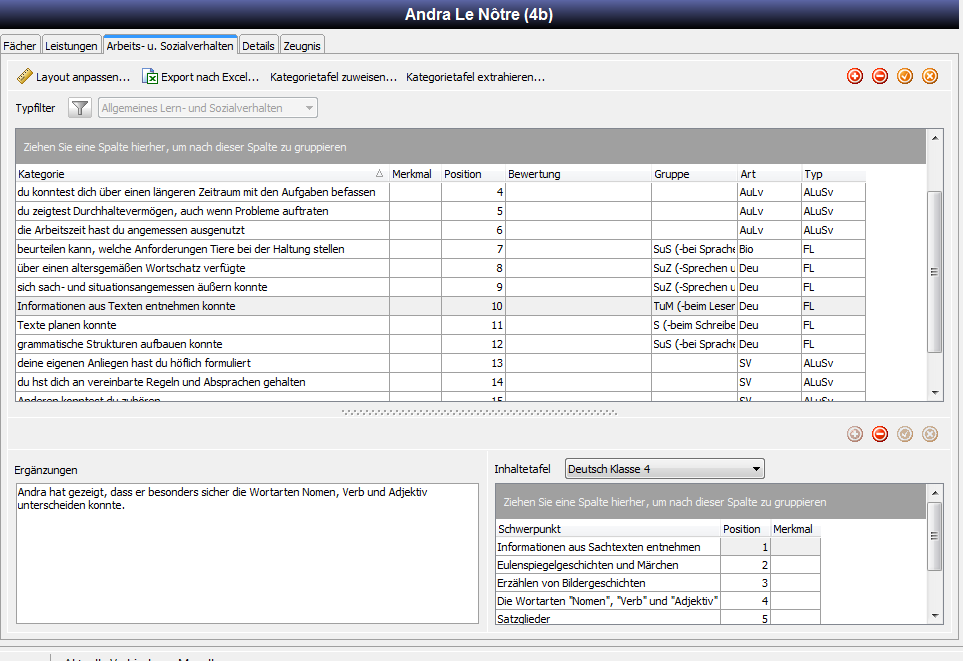 Andra Le Nôtre (4b)
Fächer Leistungen Arbeits- u. Sozialverhalten Details Zeugnis
Layout anpassen... Export nach Excel... Kategorietafel zuweisen... Kategorietafel extrahieren...
Typfilter Allgemeines Lern- und Sozialverhalten
Ziehen Sie eine Spalte hierher, um nach dieser Spalte zu gruppieren
Kategorie Merkmal Position Bewertung Gruppe Art Typ
du konntest dich über einen längeren Zeitraum mit den Aufgaben befassen 4 AuLv ALuSv
du zeigtest Durchhaltevermögen, auch wenn Probleme auftraten 5 AuLv ALuSv
die Arbeitszeit hast du angemessen ausgenutzt 6 AuLv ALuSv
beurteilen kann, welche Anforderungen Tiere bei der Haltung stellen 7 SuS (-bei Sprache Bio FL
über einen altersgemäßen Wortschatz verfügte 8 SuZ (-Sprechen u Deu FL
sich sach- und situationsangemessen äußern konnte 9 SuZ (-Sprechen u Deu FL
Informationen aus Texten entnehmen konnte 10 TuM (-beim Leser Deu FL
Texte planen konnte 11 S (-beim Schreibe Deu FL
grammatische Strukturen aufbauen konnte 12 SuS (-bei Sprache Deu FL
deine eigenen Anliegen hast du höflich formuliert 13 SV ALuSv
du hst dich an vereinbarte Regeln und Absprachen gehalten 14 SV ALuSv
Anderen konntest du zuhören 15 SV ALuSv
Ergänzungen
Andra hat gezeigt, dass er besonders sicher die Wortarten Nomen, Verb und Adjektiv
unterscheiden konnte.
Inhaltetafel Deutsch Klasse 4
Ziehen Sie eine Spalte hierher, um nach dieser Spalte zu gruppieren
Schwerpunkt Position Merkmal
Informationen aus Sachtexten entnehmen 1
Eulenspiegelgeschichten und Märchen 2
Erzählen von Bildergeschichten 3
Die Wortarten "Nomen", "Verb" und "Adjektiv" 4
Satzglieder 5